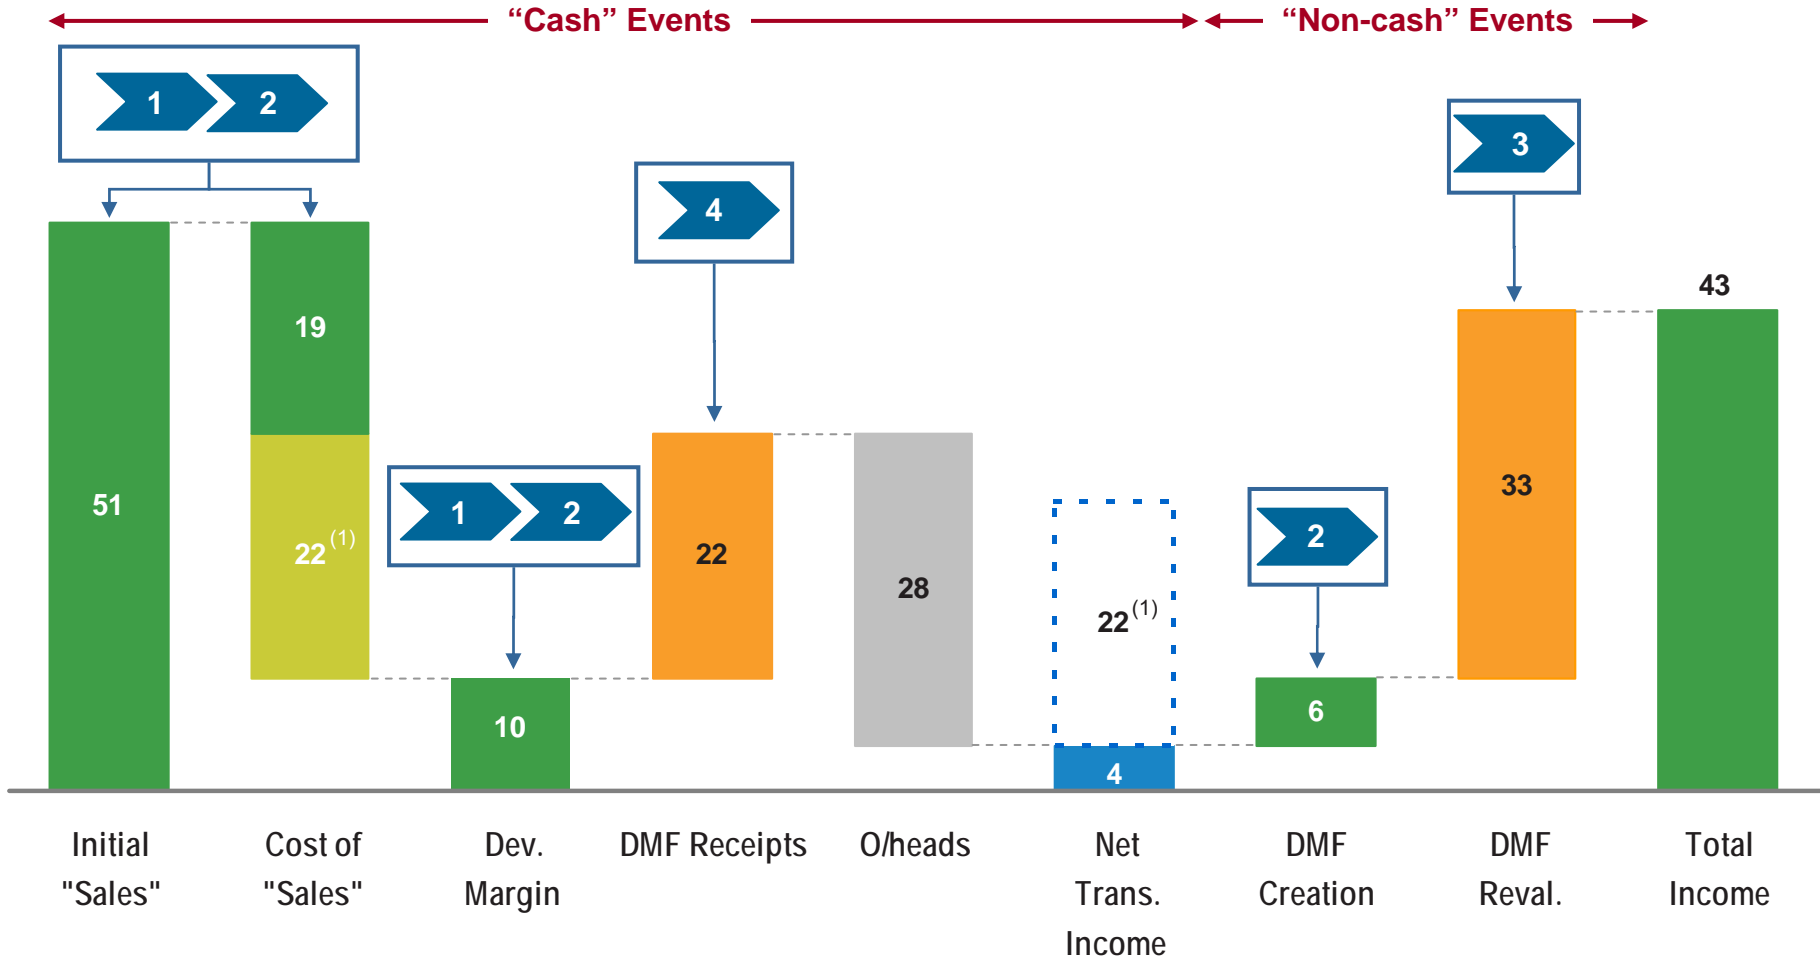 “Cash” Events
“Non-cash” Events
1
2
3
4
43
19
51
22(1)
1
2
22
28
22(1)
2
33
10
4
6
Initial
"Sales"
Cost of
"Sales"
Dev.
Margin
DMF Receipts
O/heads
Net
Trans.
Income
DMF
Creation
DMF
Reval.
Total
Income